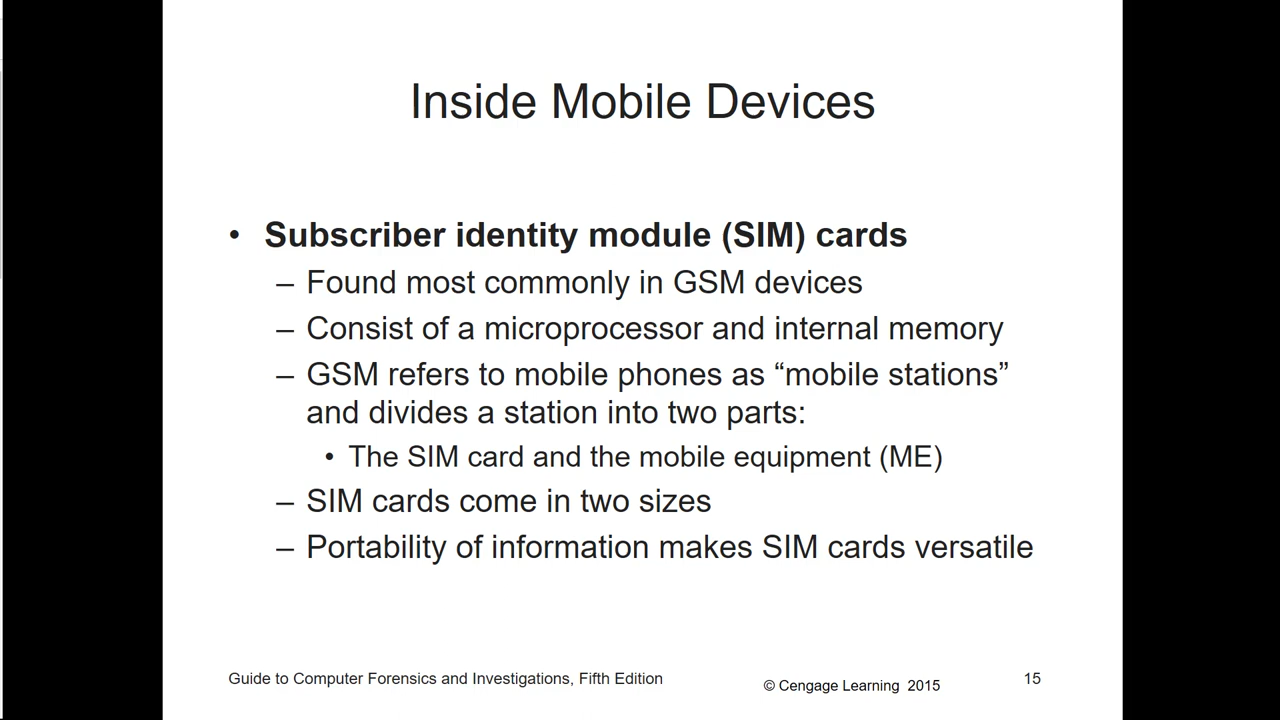 Inside Mobile Devices
• Subscriber identity module (SIM) cards
– Found most commonly in GSM devices
– Consist of a microprocessor and internal memory
– GSM refers to mobile phones as “mobile stations”
and divides a station into two parts:
• The SIM card and the mobile equipment (ME)
– SIM cards come in two sizes
– Portability of information makes SIM cards versatile
Guide to Computer Forensics and Investigations, Fifth Edition
© Cengage Learning 2015
15